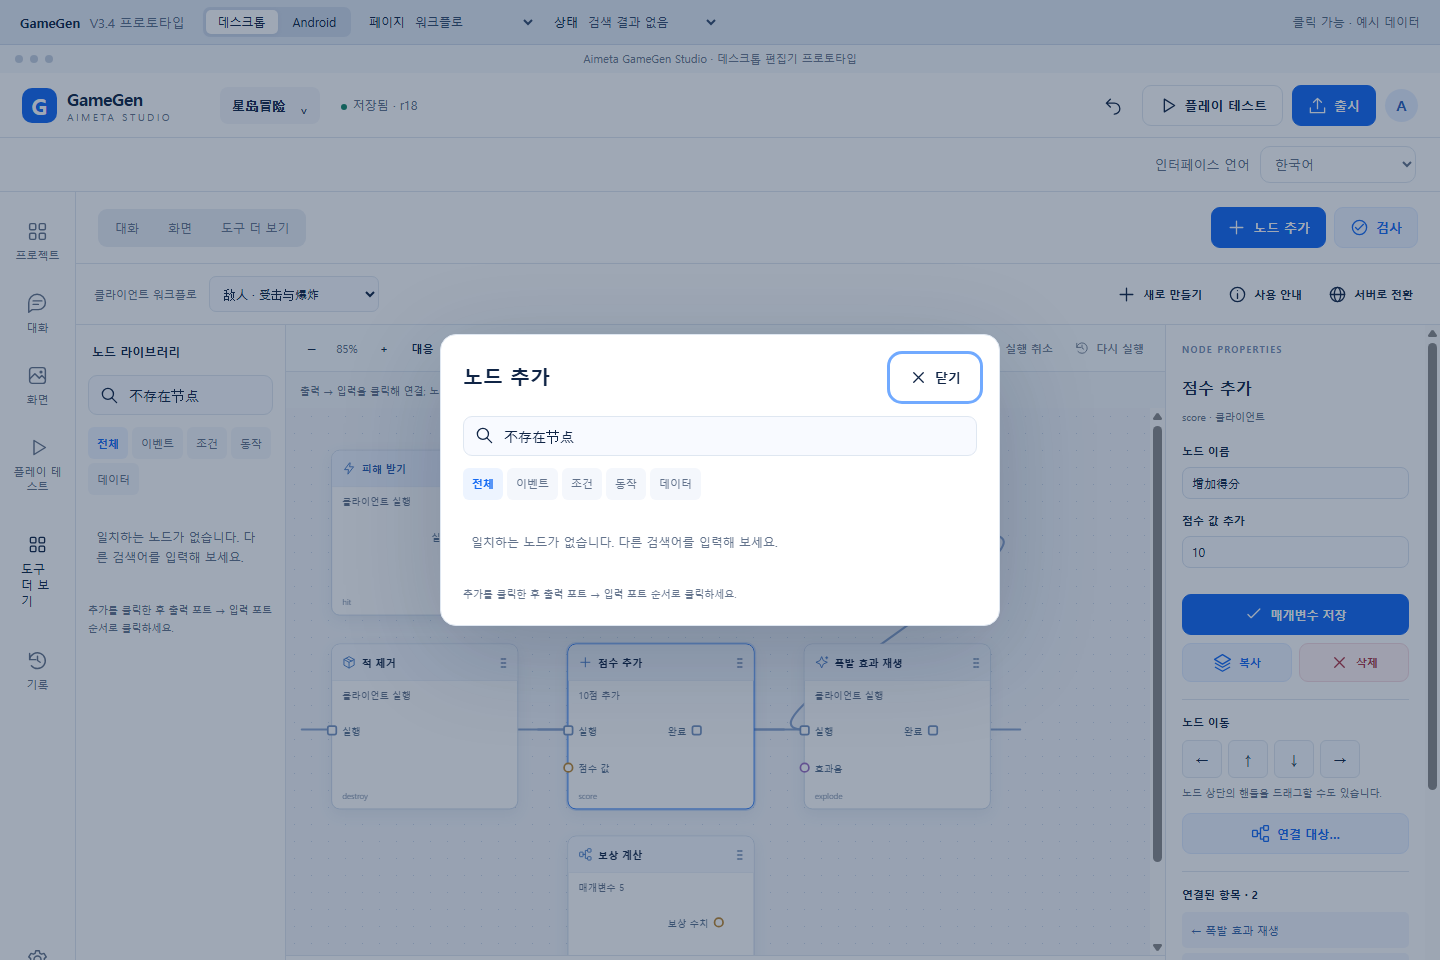 GameGen V3.4 프로토타입 데스크톱 Android 페이지 워크플로 상태 검색 결과 없음 클릭 가능 · 예시 데이터
Aimeta GameGen Studio · 데스크톱 편집기 프로토타입
G GameGen
AIMETA STUDIO
星岛冒险
저장됨 · r18
플레이 테스트
출시
A
인터페이스 언어 한국어
프로젝트
대화
화면
플레이 테
스트
도구
더 보
기
기록
대화 화면 도구 더 보기
노드 추가
검사
클라이언트 워크플로 敌人 · 受击与爆炸
새로 만들기
사용 안내
서버로 전환
노드 라이브러리
不存在节点
전체 이벤트 조건 동작
데이터
일치하는 노드가 없습니다. 다
른 검색어를 입력해 보세요.
추가를 클릭한 후 출력 포트 → 입력 포트
순서로 클릭하세요.
− 85% + 대응
실행 취소
다시 실행
출력 → 입력을 클릭해 연결; 노
노드 추가
닫기
不存在节点
전체 이벤트 조건 동작 데이터
일치하는 노드가 없습니다. 다른 검색어를 입력해 보세요.
추가를 클릭한 후 출력 포트 → 입력 포트 순서로 클릭하세요.
피해 받기
클라이언트 실행
hit
적 제거
클라이언트 실행
실행
destroy
점수 추가
10점 추가
실행 완료
점수 값
score
폭발 효과 재생
클라이언트 실행
실행 완료
효과음
explode
보상 계산
매개변수 5
보상 수치
NODE PROPERTIES
점수 추가
score · 클라이언트
노드 이름
增加得分
점수 값 추가
10
매개변수 저장
복사
삭제
노드 이동
← ↑ ↓ →
노드 상단의 핸들을 드래그할 수도 있습니다.
연결 대상...
연결된 항목 · 2
← 폭발 효과 재생